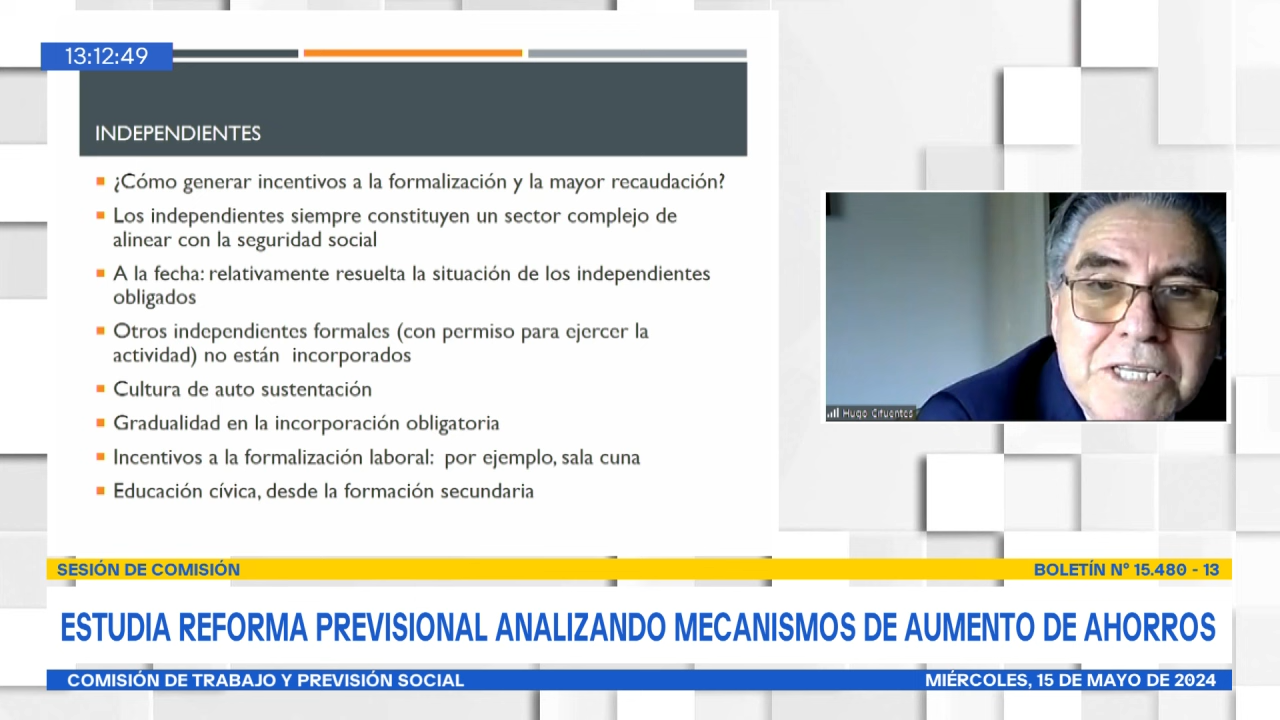 13:12:49
INDEPENDIENTES
¿Cómo generar incentivos a la formalización y la mayor recaudación?
Los independientes siempre constituyen un sector complejo de
alinear con la seguridad social
A la fecha: relativamente resuelta la situación de los independientes
obligados
Otros independientes formales (con permiso para ejercer la
actividad) no están incorporados
Cultura de auto sustentación
Gradualidad en la incorporación obligatoria
Incentivos a la formalización laboral: por ejemplo, sala cuna
Educación cívica, desde la formación secundaria
Hugo Cifuentes
SESIÓN DE COMISIÓN
BOLETÍN N° 15.480 - 13
ESTUDIA REFORMA PREVISIONAL ANALIZANDO MECANISMOS DE AUMENTO DE AHORROS
COMISIÓN DE TRABAJO Y PREVISIÓN SOCIAL
MIÉRCOLES, 15 DE MAYO DE 2024